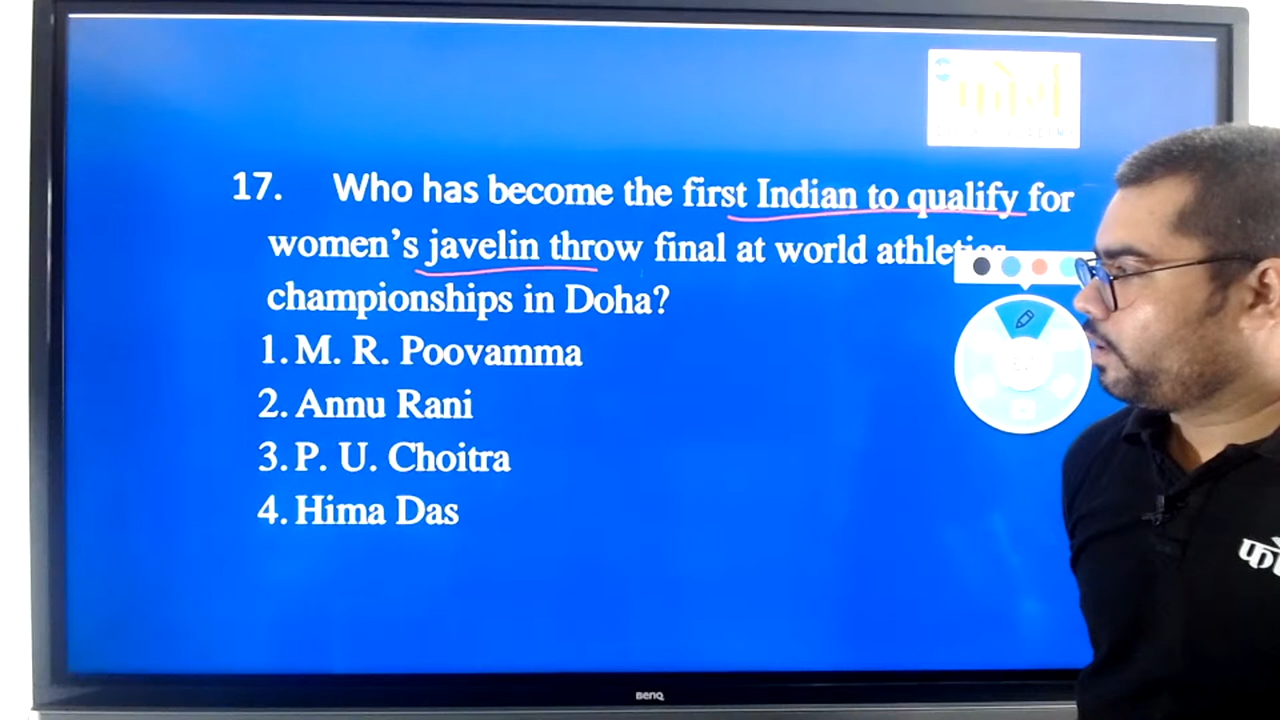 17. Who has become the first Indian to qualify for
women's javelin throw final at world athletics
championships in Doha?
1. M. R. Poovamma
2. Annu Rani
3. P. U. Choitra
4. Hima Das
BenQ